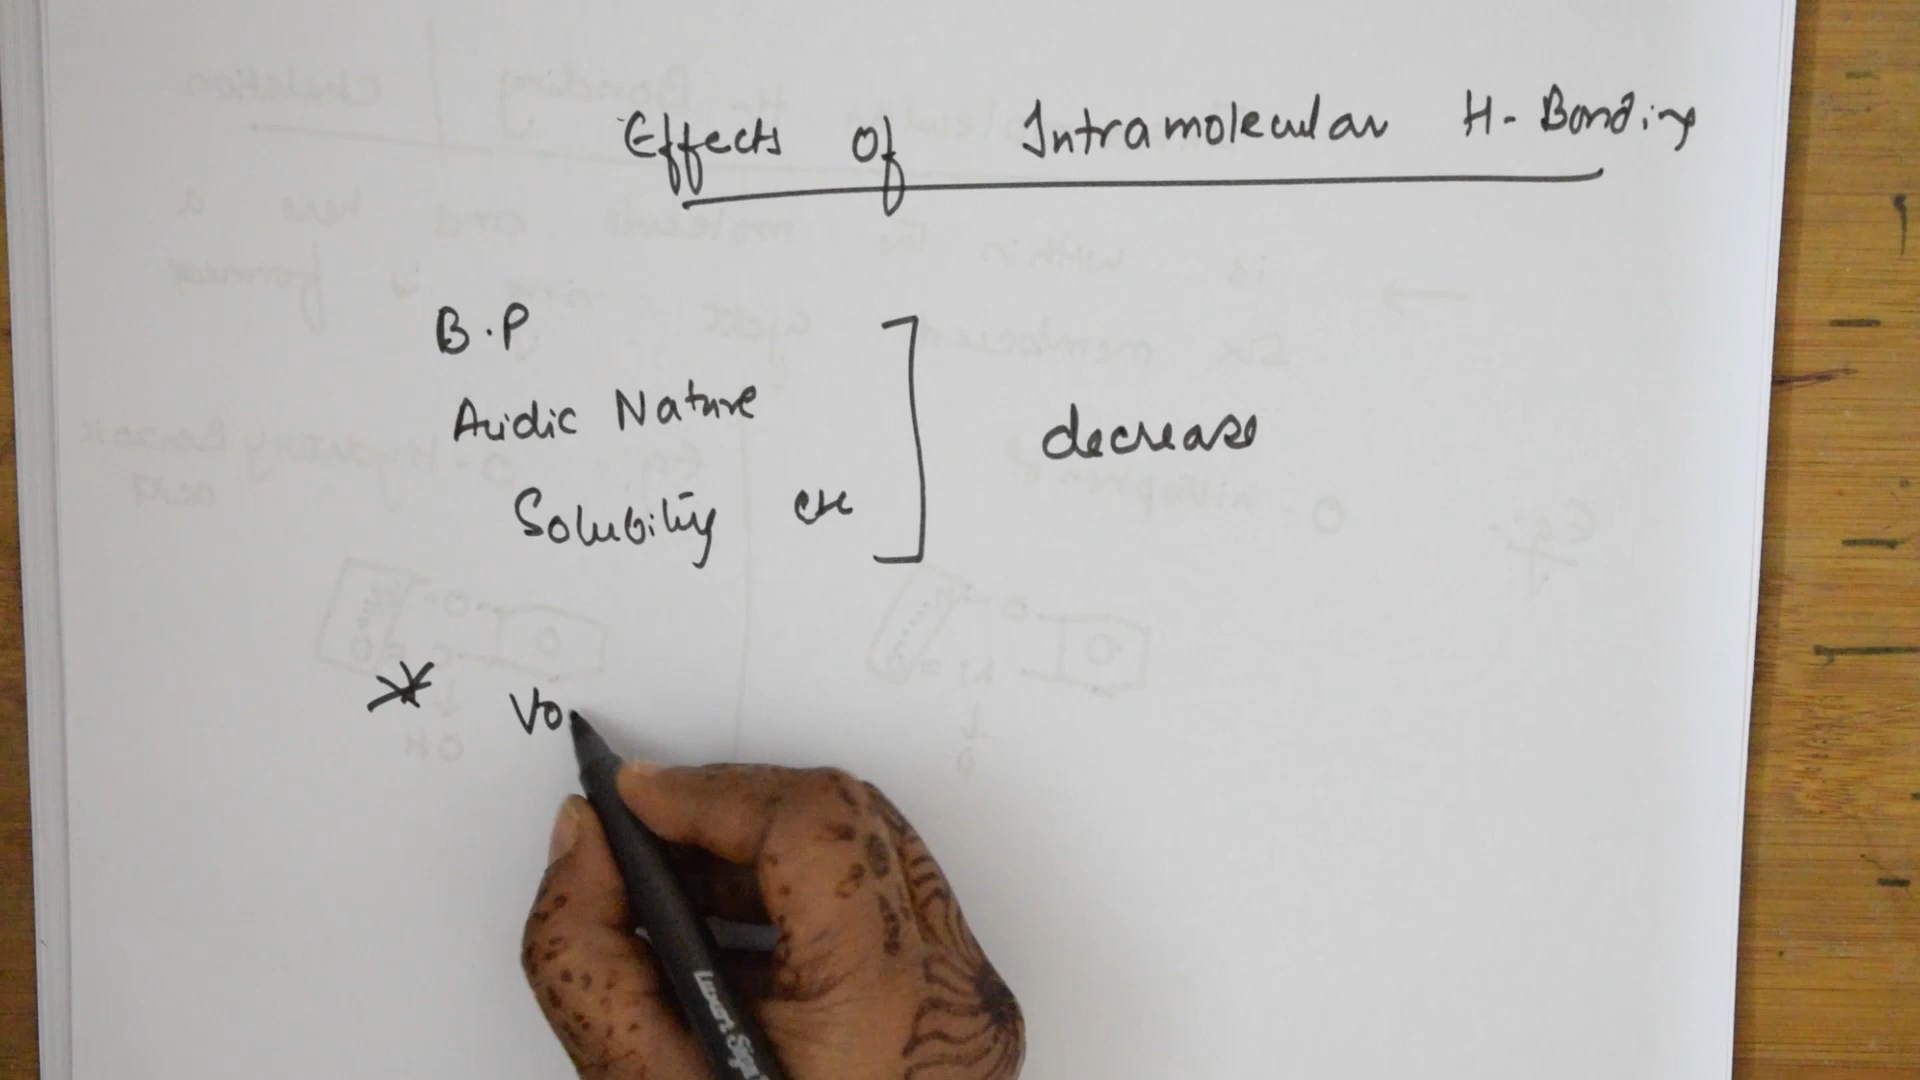 Effects Of Intramolecular H-Bonding
B.P
Acidic Nature
Solubility etc
decrease
Vo